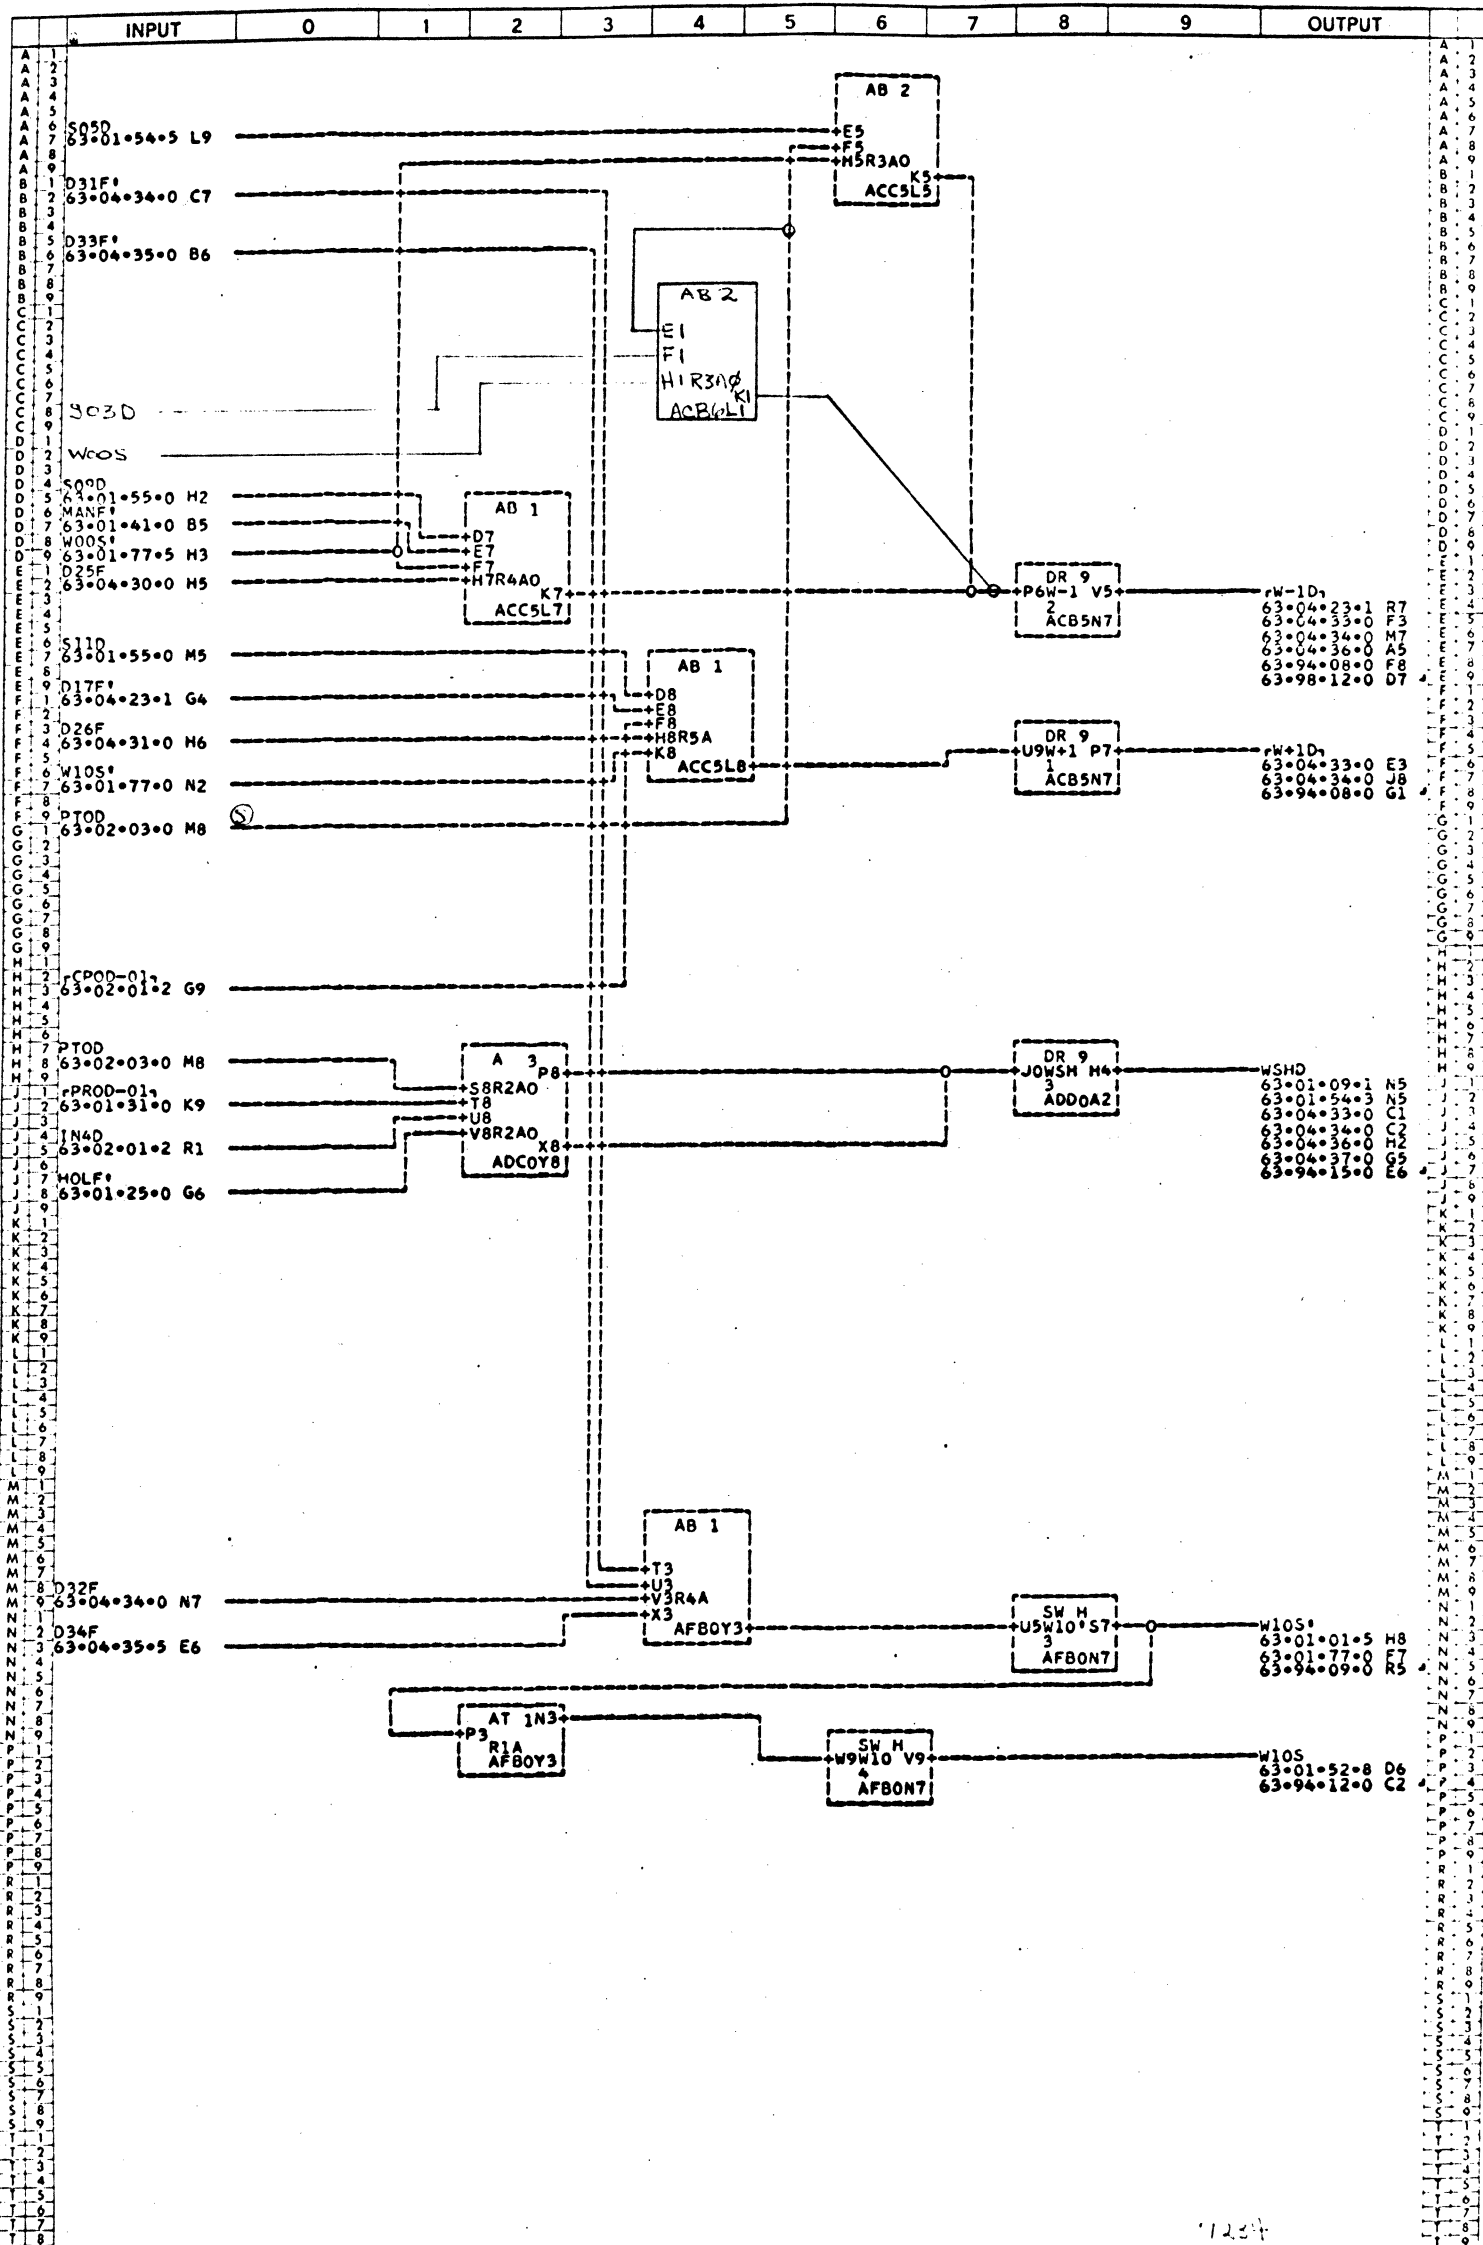 INPUT 0 1 2 3 4 5 6 7 8 9 OUTPUT
AB 2
S05D
63•01•54•5 L9
E5
F5
H5R3A0
K5
ACC5L5
D31F'
63•04•34•0 C7
D33F'
63•04•35•0 B6
AB 2
E1
F1
H1R3A0
K1
ACB6L1
S03D
W00S
S09D
63•01•55•0 H2
MANF'
63•01•41•0 B5
W00S'
63•01•77•5 H3
D25F
63•04•30•0 H5
AB 1
D7
E7
F7
H7R4A0
K7
ACC5L7
DR 9
P6W-1 V5
2
ACB5N7
W-1D
63•04•23•1 R7
63•04•33•0 F3
63•04•34•0 M7
63•04•36•0 A5
63•94•08•0 F8
63•98•12•0 D7
S11D
63•01•55•0 M5
D17F'
63•04•23•1 G4
D26F
63•04•31•0 H6
W10S'
63•01•77•0 N2
PTOD
63•02•03•0 M8
S
AB 1
D8
E8
F8
H8R5A
K8
ACC5L8
DR 9
U9W+1 P7
1
ACB5N7
W+1D
63•04•33•0 E3
63•04•34•0 J8
63•94•08•0 G1
CPOD-01
63•02•01•2 G9
PTOD
63•02•03•0 M8
PROD-01
63•01•31•0 K9
IN4D
63•02•01•2 R1
HOLF'
63•01•25•0 G6
A 3
P8
S8R2A0
T8
U8
V8R2A0
X8
ADC0Y8
DR 9
J0WSH H4
3
ADD0A2
WSHD
63•01•09•1 N5
63•01•54•3 N5
63•04•33•0 C1
63•04•34•0 C2
63•04•36•0 H2
63•04•37•0 G5
63•94•15•0 E6
AB 1
T3
U3
V3R4A
X3
AFB0Y3
D32F
63•04•34•0 N7
D34F
63•04•35•5 E6
SW H
U5W10'S7
3
AFB0N7
W10S'
63•01•01•5 H8
63•01•77•0 F7
63•94•09•0 R5
AT 1N3
P3
R1A
AFB0Y3
SW H
W9W10 V9
4
AFB0N7
W10S
63•01•52•8 D6
63•94•12•0 C2